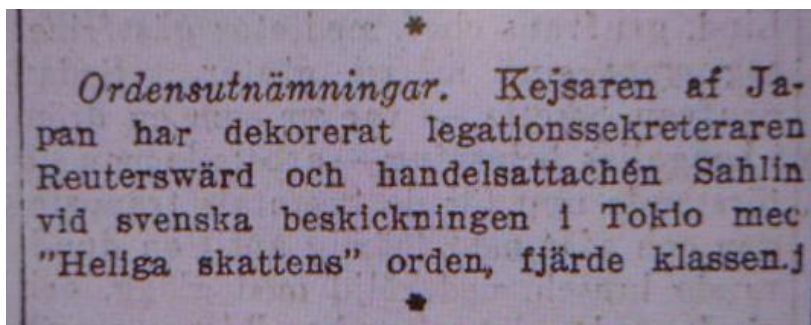 *
Ordensutnämningar. Kejsaren af Ja-
pan har dekorerat legationssekreteraren
Reuterswärd och handelsattachén Sahlin
vid svenska beskickningen i Tokio mec
"Heliga skattens" orden, fjärde klassen.j
*